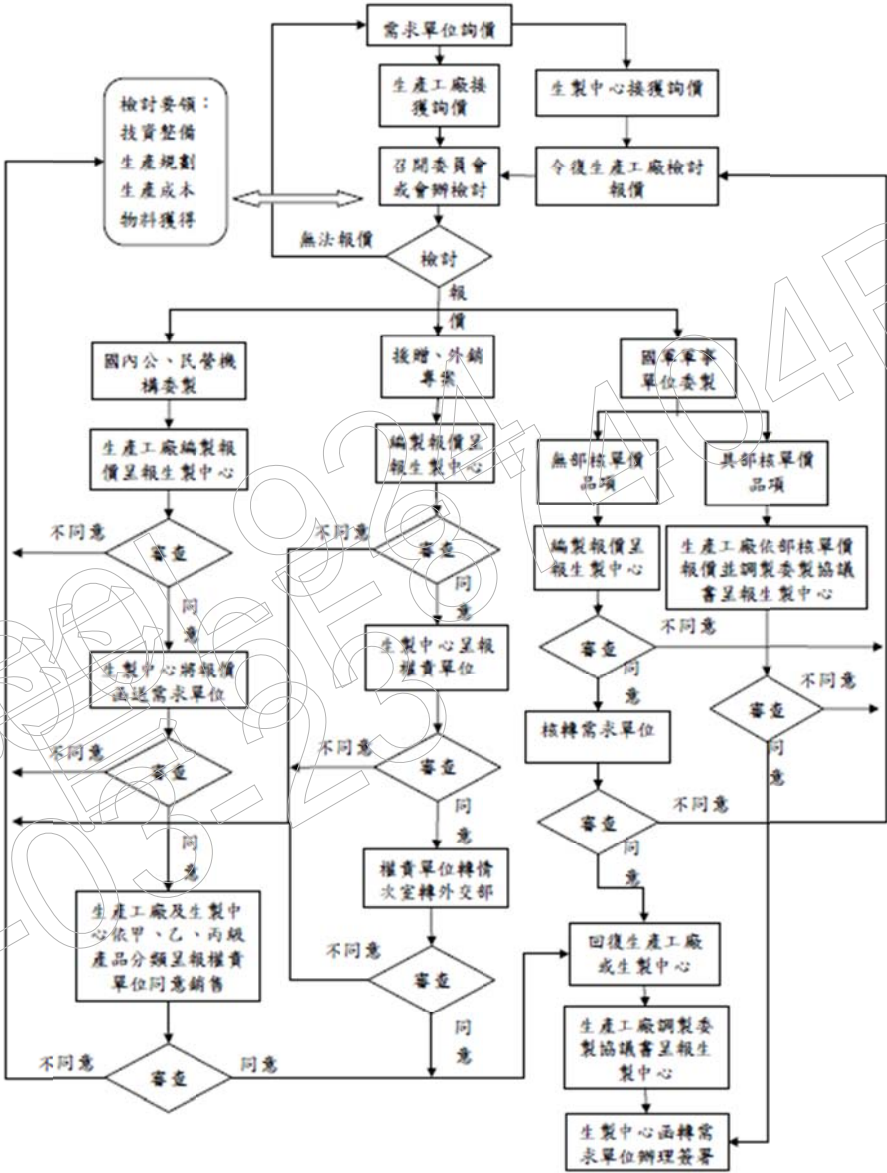 需求單位詢價
生產工廠接
獲詢價
生製中心接獲詢價
檢討要領：
技資整備
生產規劃
生產成本
物料獲得
召開委員會
或會辦檢討
令復生產工廠檢討
報價
無法報價
檢討
報
價
國內公、民營機
構委製
援贈、外銷
專案
國軍軍事
單位委製
生產工廠編製報
價呈報生製中心
編製報價呈
報生製中心
無部核單價
品項
具部核單價
品項
不同意
審查
同
意
不同意
審查
同
意
編製報價呈
報生製中心
生產工廠依部核單價
報價並調製委製協議
書呈報生製中心
審查
不同意
同
意
生製中心將報價
函送需求單位
生製中心呈報
權責單位
核轉需求單位
審查
不同意
同
意
不同意
審查
同
意
不同意
審查
同
意
審查
不同意
同
意
生產工廠及生製中
心依甲、乙、丙級
產品分類呈報權責
單位同意銷售
權責單位轉情
次室轉外交部
回復生產工廠
或生製中心
不同意
審查
同
意
生產工廠調製委
製協議書呈報生
製中心
不同意
審查
同意
生製中心函轉需
求單位辦理簽署